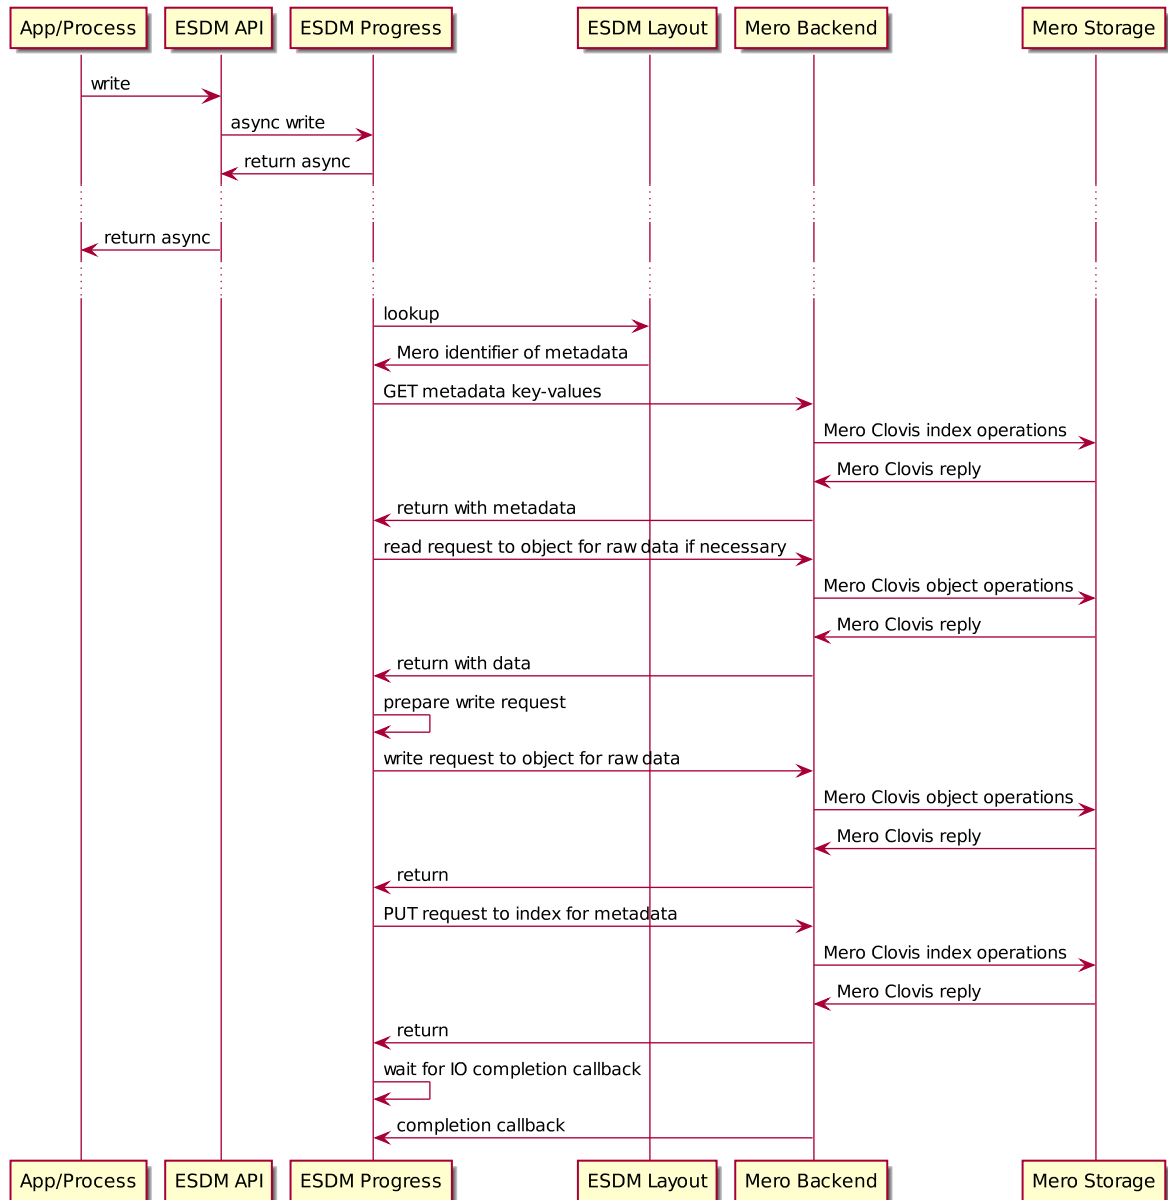 App/Process ESDM API ESDM Progress ESDM Layout Mero Backend Mero Storage
write
async write
return async
return async
lookup
Mero identifier of metadata
GET metadata key-values
Mero Clovis index operations
Mero Clovis reply
return with metadata
read request to object for raw data if necessary
Mero Clovis object operations
Mero Clovis reply
return with data
prepare write request
write request to object for raw data
Mero Clovis object operations
Mero Clovis reply
return
PUT request to index for metadata
Mero Clovis index operations
Mero Clovis reply
return
wait for IO completion callback
completion callback
App/Process ESDM API ESDM Progress ESDM Layout Mero Backend Mero Storage